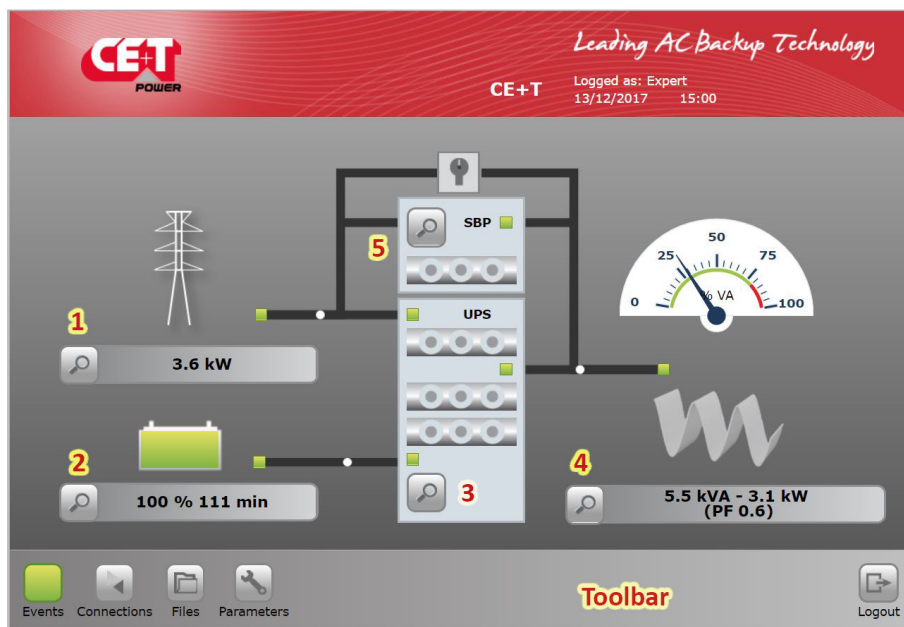 CE+T
POWER
Leading AC Backup Technology
CE+T
Logged as: Expert
13/12/2017 15:00
SBP
5
50
25
75
0
% VA
100
1
UPS
3.6 kW
2
100 % 111 min
3
4
5.5 kVA - 3.1 kW
(PF 0.6)
Events
Connections
Files
Parameters
Toolbar
Logout